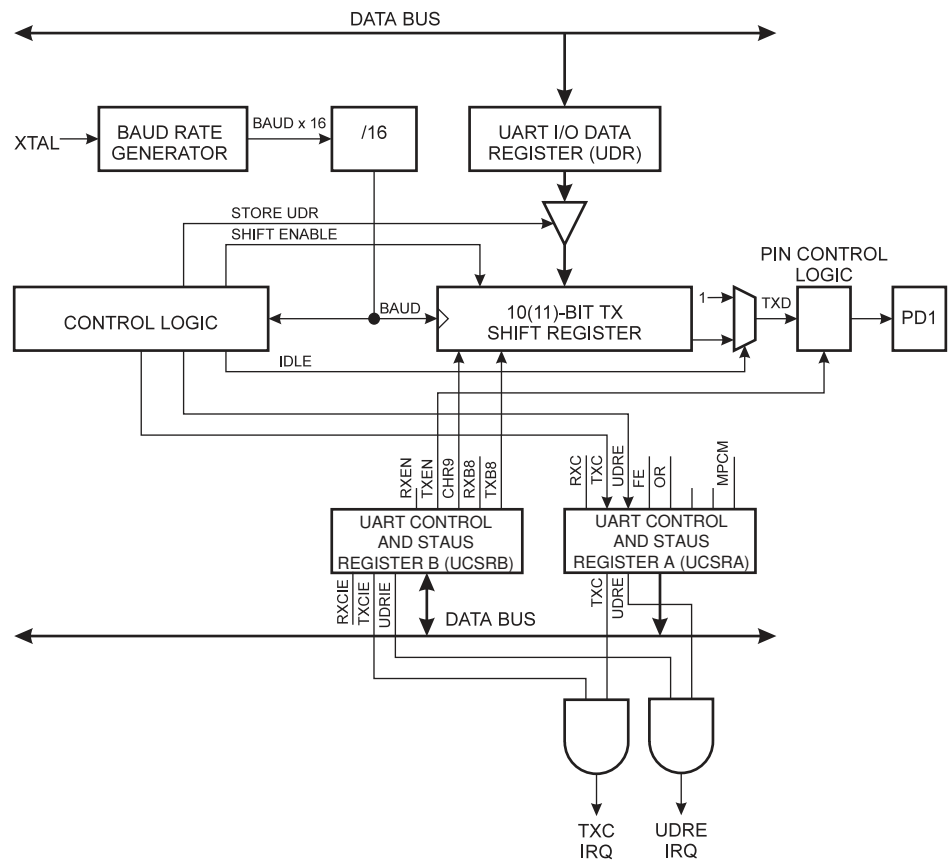 DATA BUS
XTAL
BAUD RATE
GENERATOR
BAUD x 16
/16
UART I/O DATA
REGISTER (UDR)
STORE UDR
SHIFT ENABLE
PIN CONTROL
LOGIC
CONTROL LOGIC
BAUD
10(11)-BIT TX
SHIFT REGISTER
1
TXD
PD1
IDLE
RXEN
TXEN
CHR9
RXB8
TXB8
RXC
TXC
UDRE
FE
OR
MPCM
UART CONTROL
AND STAUS
REGISTER B (UCSRB)
UART CONTROL
AND STAUS
REGISTER A (UCSRA)
RXCIE
TXCIE
UDRIE
TXC
UDRE
DATA BUS
TXC
IRQ
UDRE
IRQ